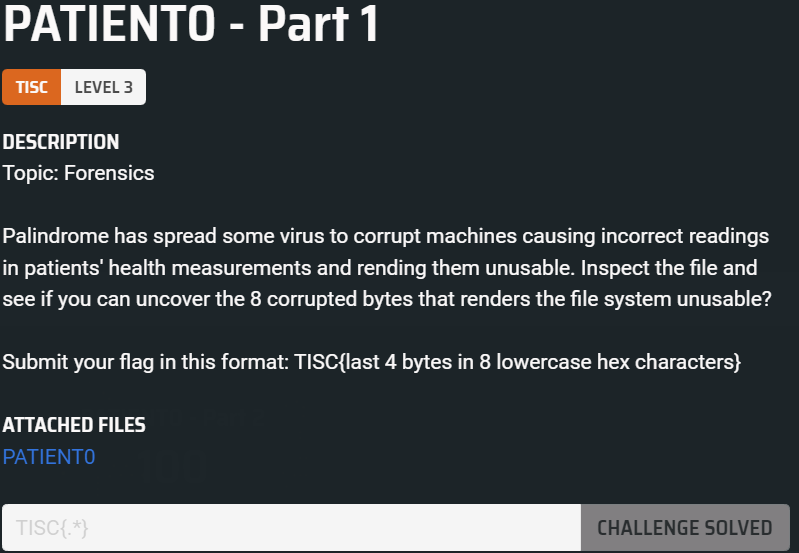 PATIENT0 - Part 1
TISC LEVEL 3
DESCRIPTION
Topic: Forensics
Palindrome has spread some virus to corrupt machines causing incorrect readings
in patients' health measurements and rending them unusable. Inspect the file and
see if you can uncover the 8 corrupted bytes that renders the file system unusable?
Submit your flag in this format: TISC{last 4 bytes in 8 lowercase hex characters}
ATTACHED FILES
PATIENT0
TISC{.*} CHALLENGE SOLVED